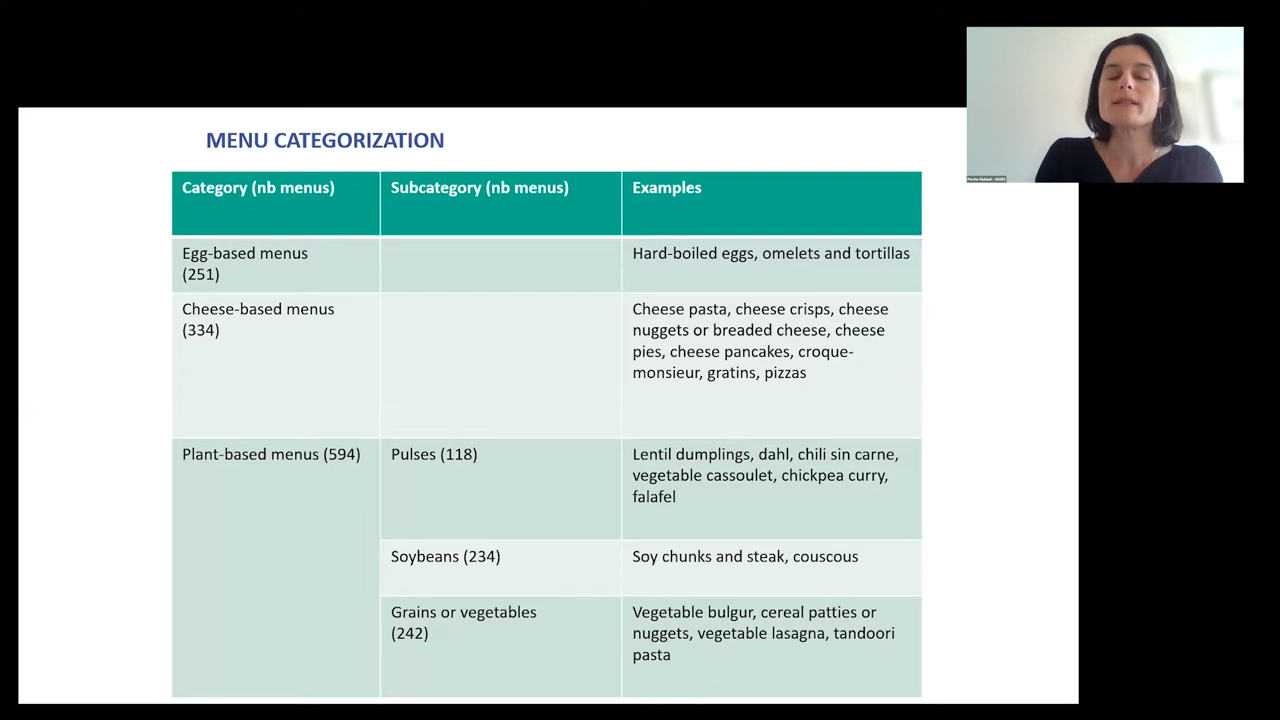 MENU CATEGORIZATION
Category (nb menus)
Subcategory (nb menus)
Examples
Egg-based menus
(251)
Hard-boiled eggs, omelets and tortillas
Cheese-based menus
(334)
Cheese pasta, cheese crisps, cheese
nuggets or breaded cheese, cheese
pies, cheese pancakes, croque-
monsieur, gratins, pizzas
Plant-based menus (594)
Pulses (118)
Lentil dumplings, dahl, chili sin carne,
vegetable cassoulet, chickpea curry,
falafel
Soybeans (234)
Soy chunks and steak, couscous
Grains or vegetables
(242)
Vegetable bulgur, cereal patties or
nuggets, vegetable lasagna, tandoori
pasta